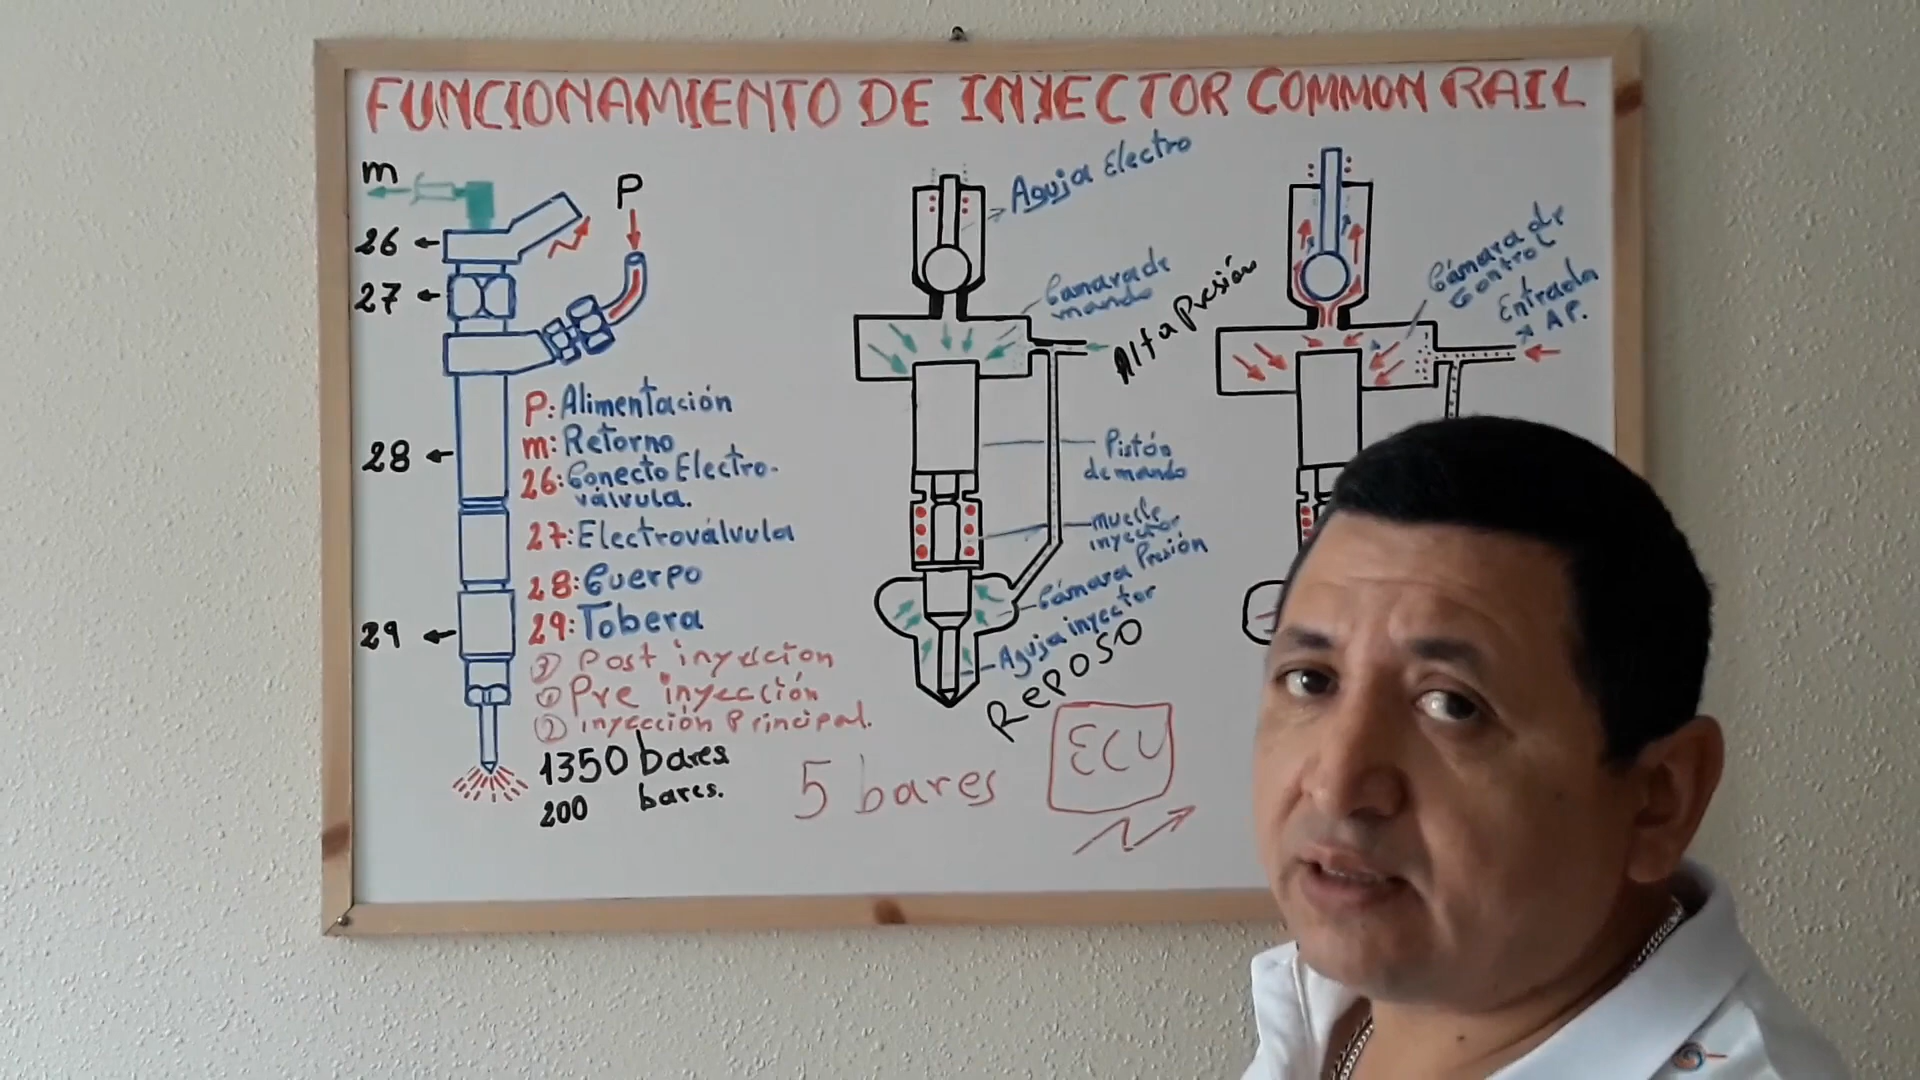 FUNCIONAMIENTO DE INYECTOR COMMON RAIL
m
P
26
27
28
29
P: Alimentación
m: Retorno
26: Conecto Electro-
válvula.
27: Electroválvula
28: Cuerpo
29: Tobera
③ Post inyeccion
① Pre inyección
② inyección Principal.
1350 bares
200 bares.
5 bares
ECU
Aguja Electro
Camara de
mando
Alta Presión
Pistón
de mando
muelle
inyector
Cámara Presión
Aguja inyector
Reposo
Cámara de
Control
Entrada
AP.